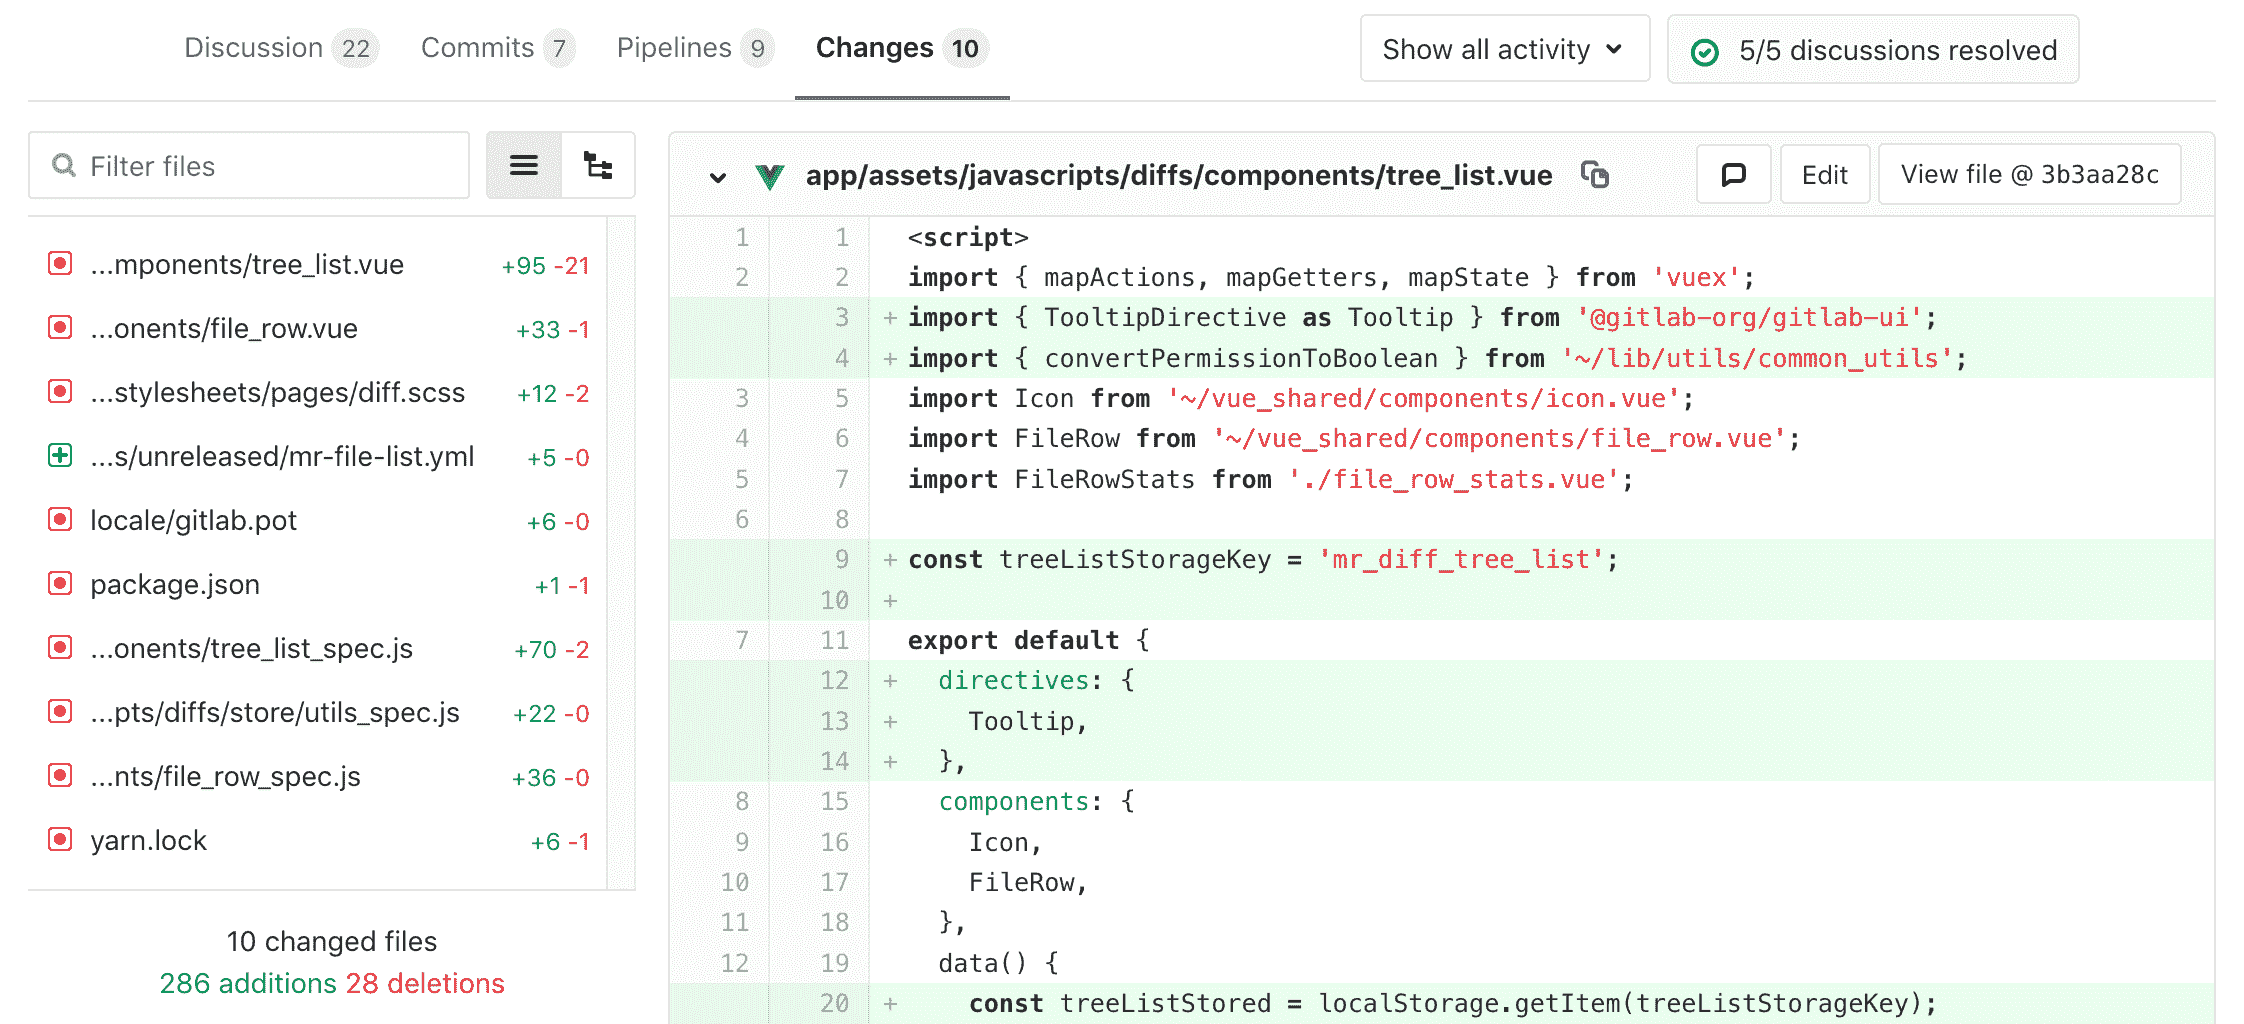 Discussion 22 Commits 7 Pipelines 9 Changes 10 Show all activity 5/5 discussions resolved
Filter files
...mponents/tree_list.vue +95 -21
...onents/file_row.vue +33 -1
...stylesheets/pages/diff.scss +12 -2
...s/unreleased/mr-file-list.yml +5 -0
locale/gitlab.pot +6 -0
package.json +1 -1
...onents/tree_list_spec.js +70 -2
...pts/diffs/store/utils_spec.js +22 -0
...nts/file_row_spec.js +36 -0
yarn.lock +6 -1
10 changed files
286 additions 28 deletions
app/assets/javascripts/diffs/components/tree_list.vue Edit View file @ 3b3aa28c
1 1 <script>
2 2 import { mapActions, mapGetters, mapState } from 'vuex';
3 + import { TooltipDirective as Tooltip } from '@gitlab-org/gitlab-ui';
4 + import { convertPermissionToBoolean } from '~/lib/utils/common_utils';
3 5 import Icon from '~/vue_shared/components/icon.vue';
4 6 import FileRow from '~/vue_shared/components/file_row.vue';
5 7 import FileRowStats from './file_row_stats.vue';
6 8
9 + const treeListStorageKey = 'mr_diff_tree_list';
10 +
7 11 export default {
12 + directives: {
13 + Tooltip,
14 + },
8 15 components: {
9 16 Icon,
10 17 FileRow,
11 18 },
12 19 data() {
20 + const treeListStored = localStorage.getItem(treeListStorageKey);